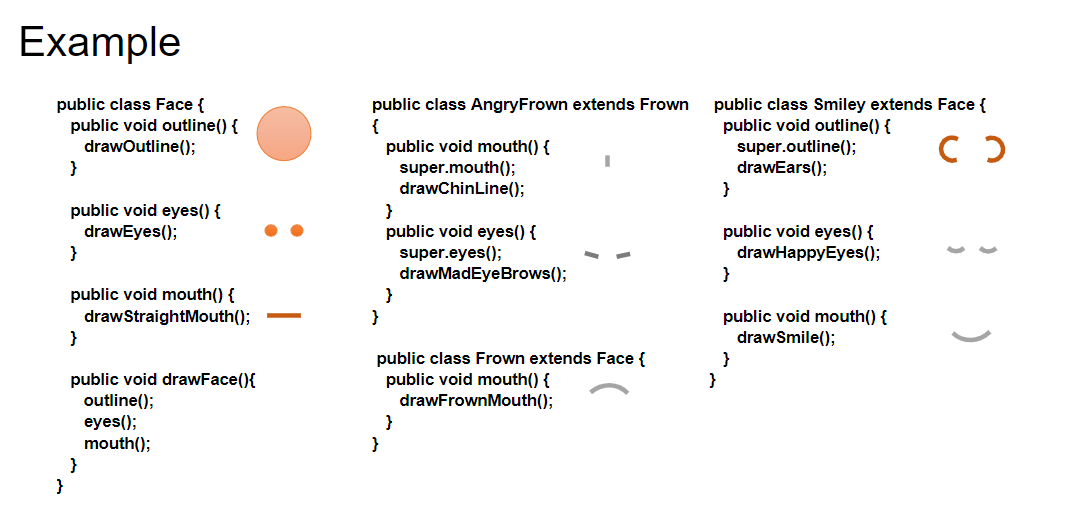 Example
public class Face {
public void outline() {
drawOutline();
}
public void eyes() {
drawEyes();
}
public void mouth() {
drawStraightMouth();
}
public void drawFace(){
outline();
eyes();
mouth();
}
}
public class AngryFrown extends Frown
{
public void mouth() {
super.mouth();
drawChinLine();
}
public void eyes() {
super.eyes();
drawMadEyeBrows();
}
}
public class Frown extends Face {
public void mouth() {
drawFrownMouth();
}
}
public class Smiley extends Face {
public void outline() {
super.outline();
drawEars();
}
public void eyes() {
drawHappyEyes();
}
public void mouth() {
drawSmile();
}
}